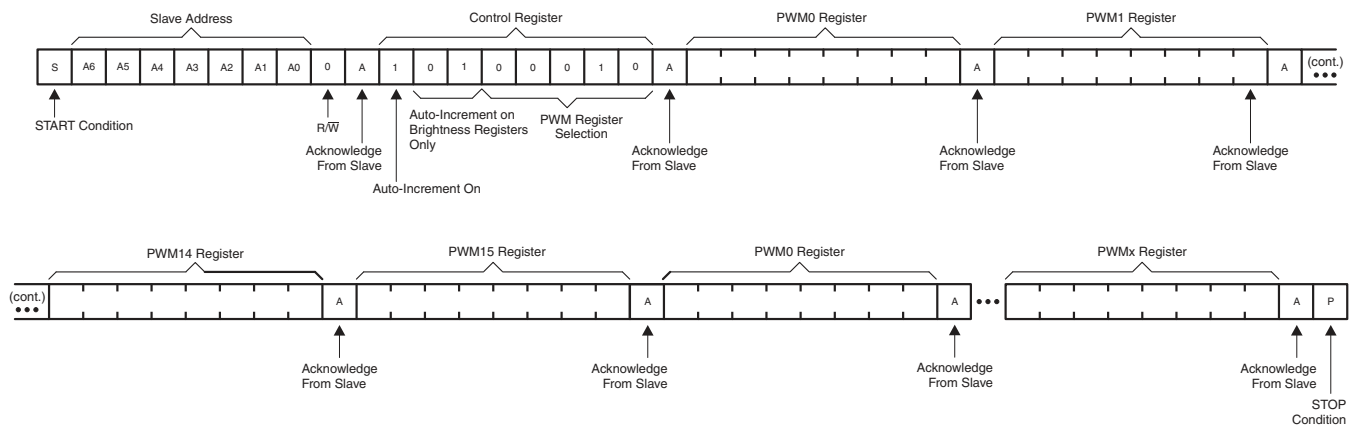 Slave Address
Control Register
PWM0 Register
PWM1 Register
S A6 A5 A4 A3 A2 A1 A0 0 A 1 0 1 0 0 0 1 0 A A A (cont.)
START Condition
R/W̅
Acknowledge
From Slave
Auto-Increment On
Auto-Increment on
Brightness Registers
Only
PWM Register
Selection
Acknowledge
From Slave
Acknowledge
From Slave
Acknowledge
From Slave
PWM14 Register
PWM15 Register
PWM0 Register
PWMx Register
(cont.) A A A A P
Acknowledge
From Slave
Acknowledge
From Slave
Acknowledge
From Slave
Acknowledge
From Slave
STOP
Condition